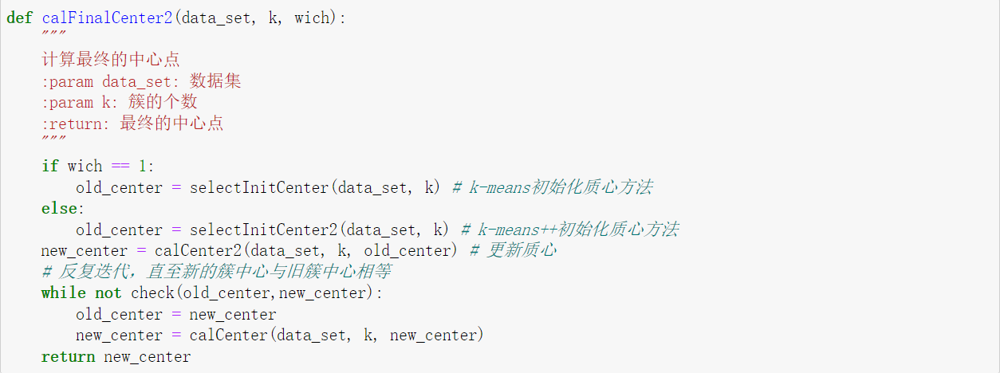 def calFinalCenter2(data_set, k, wich):
    """
    计算最终的中心点
    :param data_set: 数据集
    :param k: 簇的个数
    :return: 最终的中心点
    """
    if wich == 1:
        old_center = selectInitCenter(data_set, k) # k-means初始化质心方法
    else:
        old_center = selectInitCenter2(data_set, k) # k-means++初始化质心方法
    new_center = calCenter2(data_set, k, old_center) # 更新质心
    # 反复迭代，直至新的簇中心与旧簇中心相等
    while not check(old_center,new_center):
        old_center = new_center
        new_center = calCenter(data_set, k, new_center)
    return new_center